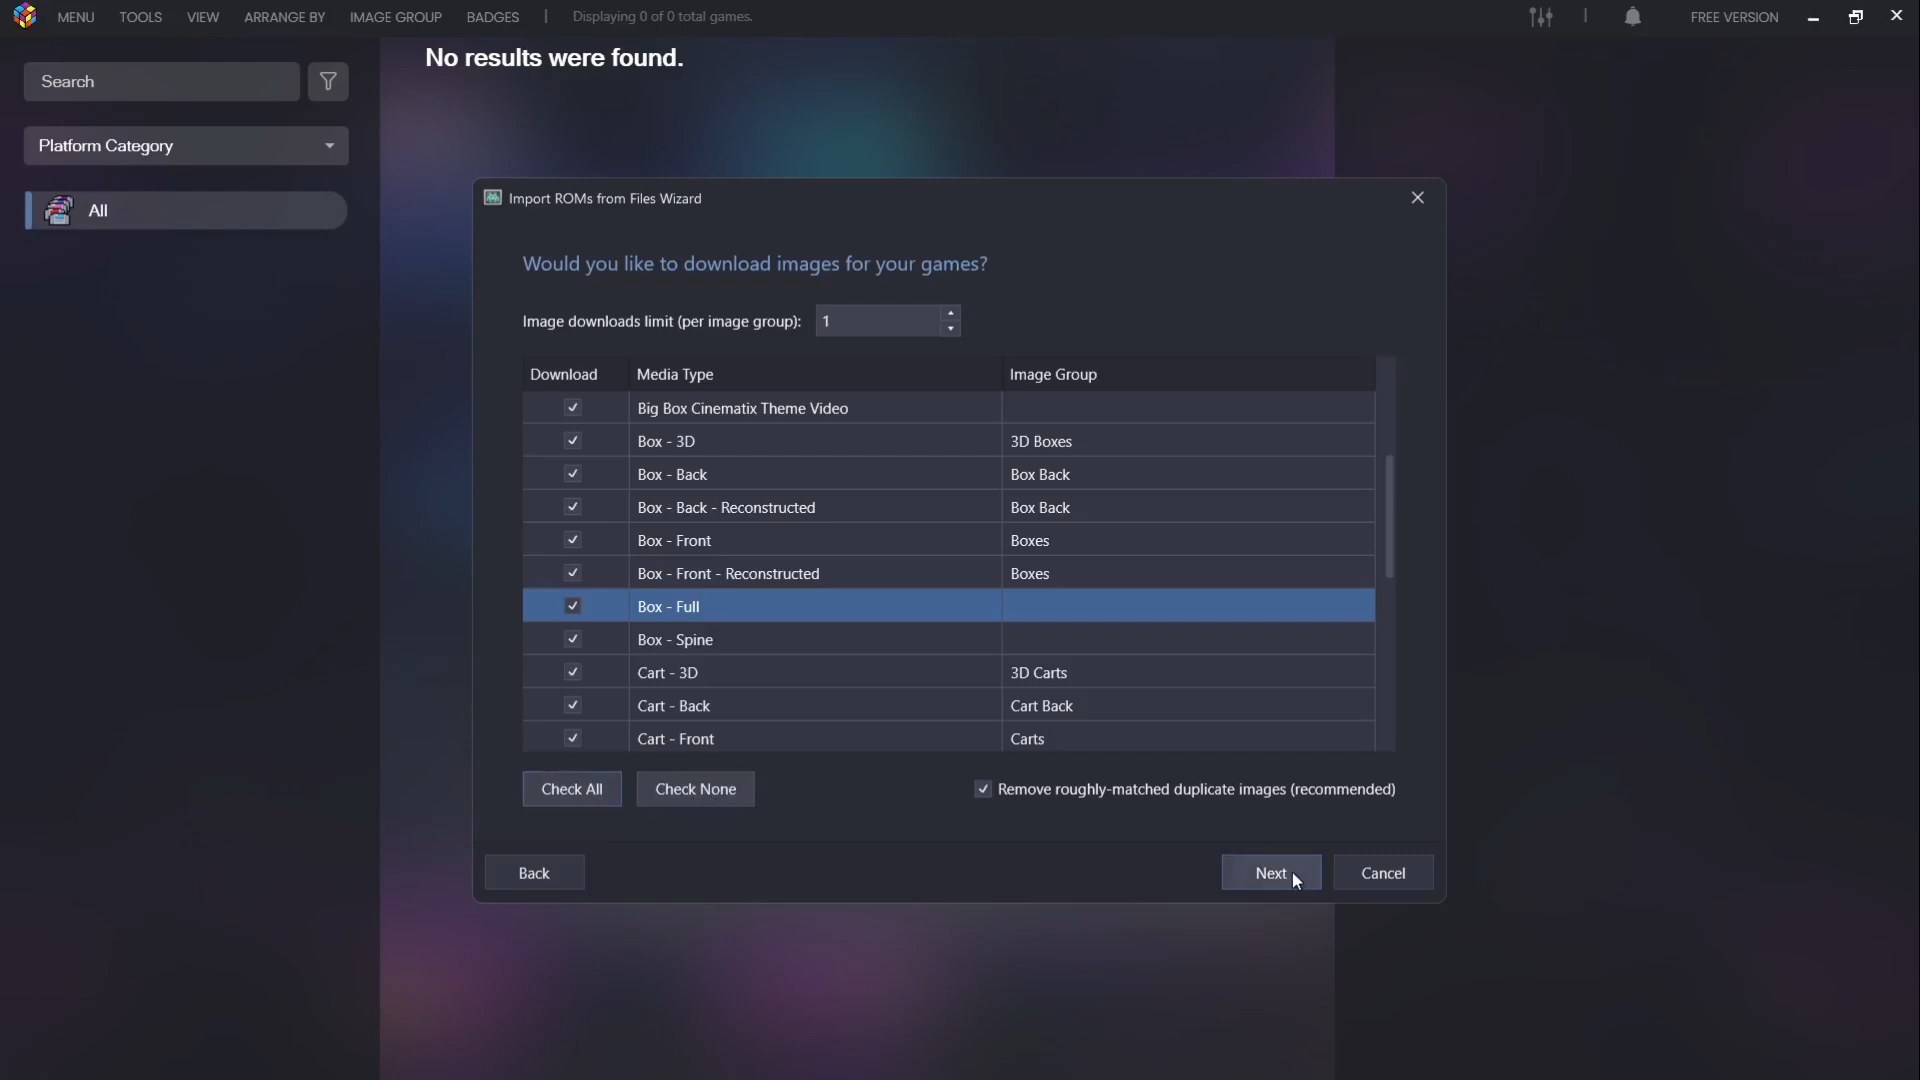 MENU TOOLS VIEW ARRANGE BY IMAGE GROUP BADGES | Displaying 0 of 0 total games. | FREE VERSION
No results were found.
Search
Platform Category
All
Import ROMs from Files Wizard
Would you like to download images for your games?
Image downloads limit (per image group): 1
Download Media Type Image Group
Big Box Cinematix Theme Video
Box - 3D 3D Boxes
Box - Back Box Back
Box - Back - Reconstructed Box Back
Box - Front Boxes
Box - Front - Reconstructed Boxes
Box - Full
Box - Spine
Cart - 3D 3D Carts
Cart - Back Cart Back
Cart - Front Carts
Check All Check None Remove roughly-matched duplicate images (recommended)
Back Next Cancel